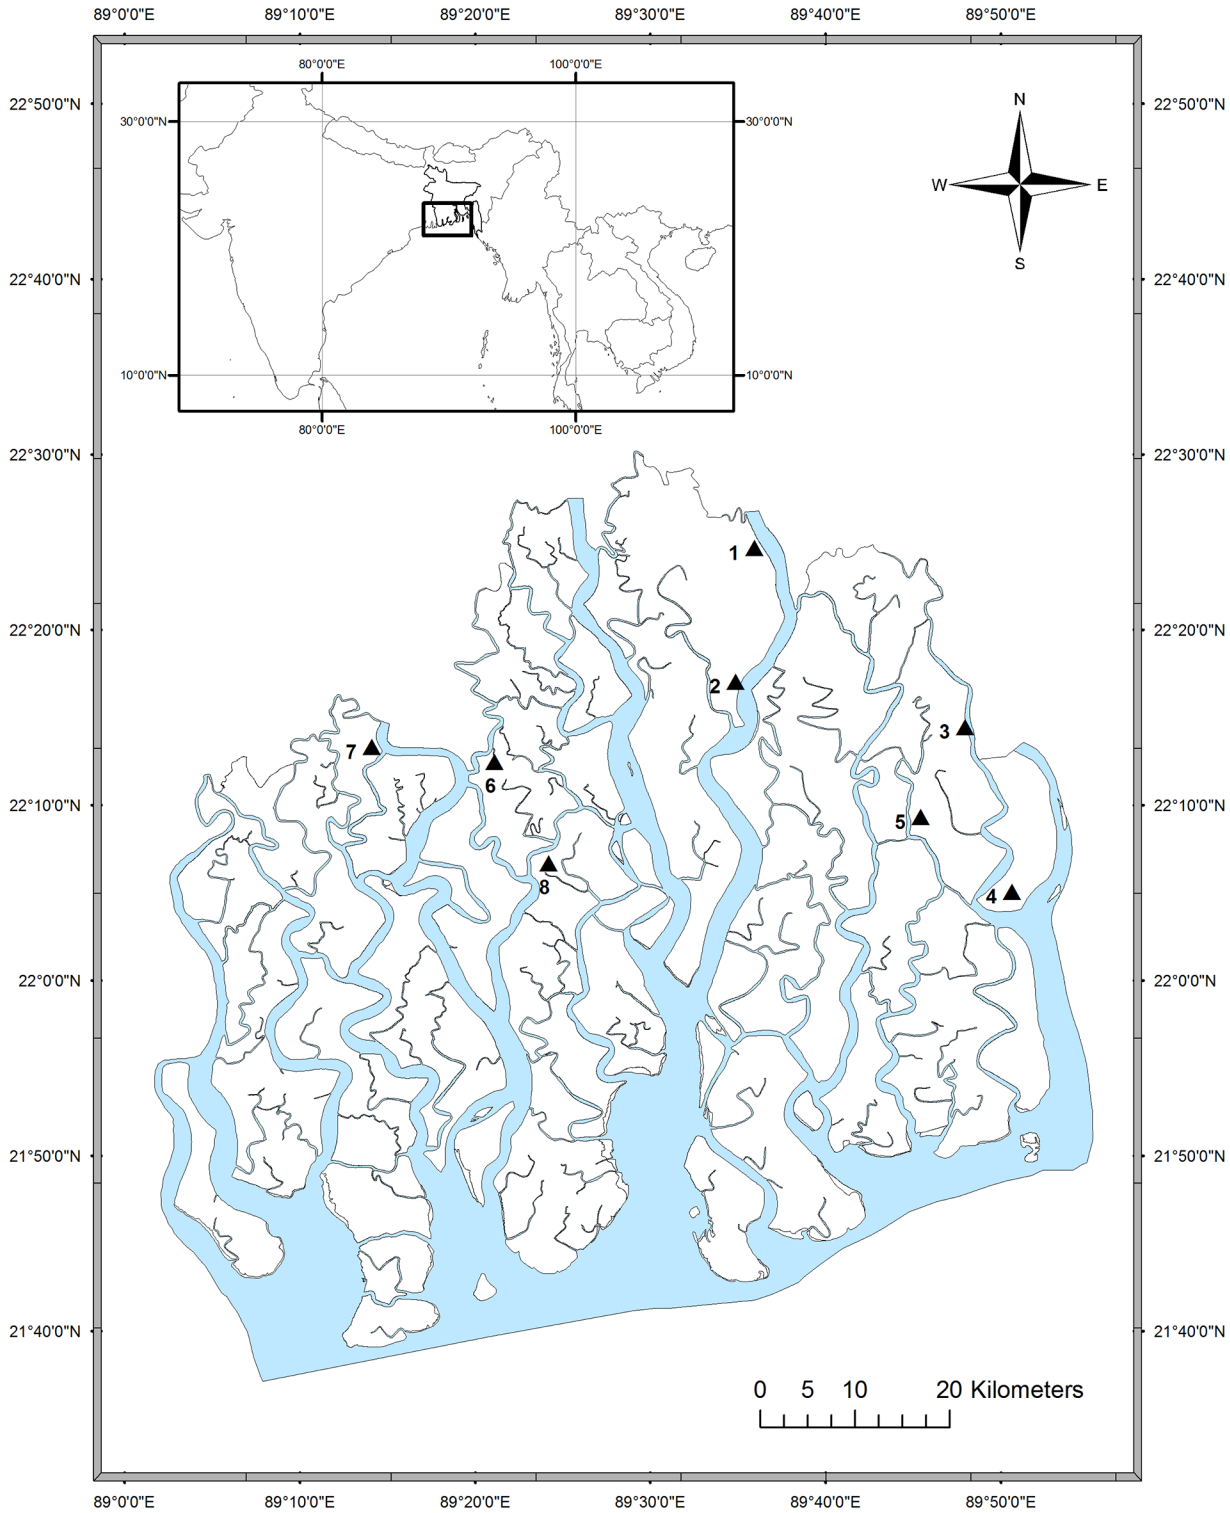 89°0'0"E 89°10'0"E 89°20'0"E 89°30'0"E 89°40'0"E 89°50'0"E
80°0'0"E 100°0'0"E
22°50'0"N 22°50'0"N
N
30°0'0"N 30°0'0"N
W E
S
22°40'0"N 22°40'0"N
10°0'0"N 10°0'0"N
80°0'0"E 100°0'0"E
22°30'0"N 22°30'0"N
1
22°20'0"N 22°20'0"N
2
3
7
6
22°10'0"N 22°10'0"N
5
8
4
22°0'0"N 22°0'0"N
21°50'0"N 21°50'0"N
21°40'0"N 21°40'0"N
0 5 10 20 Kilometers
89°0'0"E 89°10'0"E 89°20'0"E 89°30'0"E 89°40'0"E 89°50'0"E